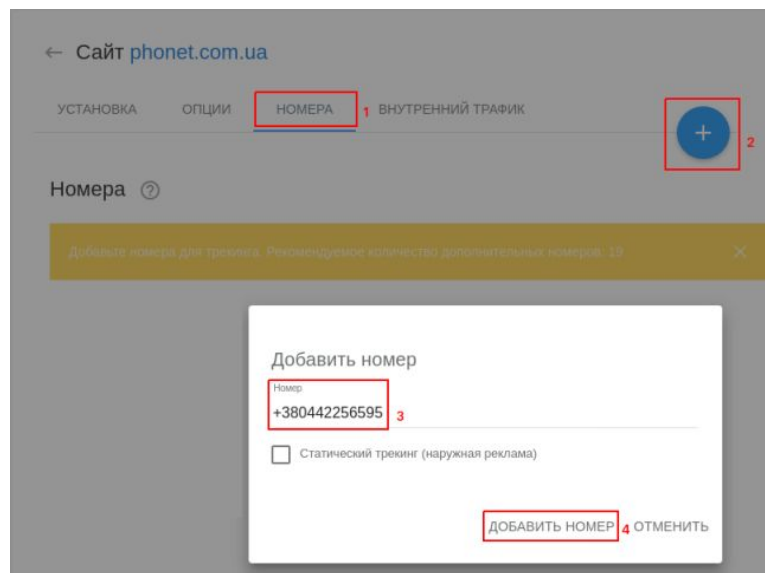 ← Сайт phonet.com.ua
УСТАНОВКА ОПЦИИ НОМЕРА 1 ВНУТРЕННИЙ ТРАФИК
+ 2
Номера ?
Добавьте номера для трекинга. Рекомендуемое количество дополнительных номеров: 19 ×
Добавить номер
Номер
+380442256595 3
Статический трекинг (наружная реклама)
ДОБАВИТЬ НОМЕР 4 ОТМЕНИТЬ